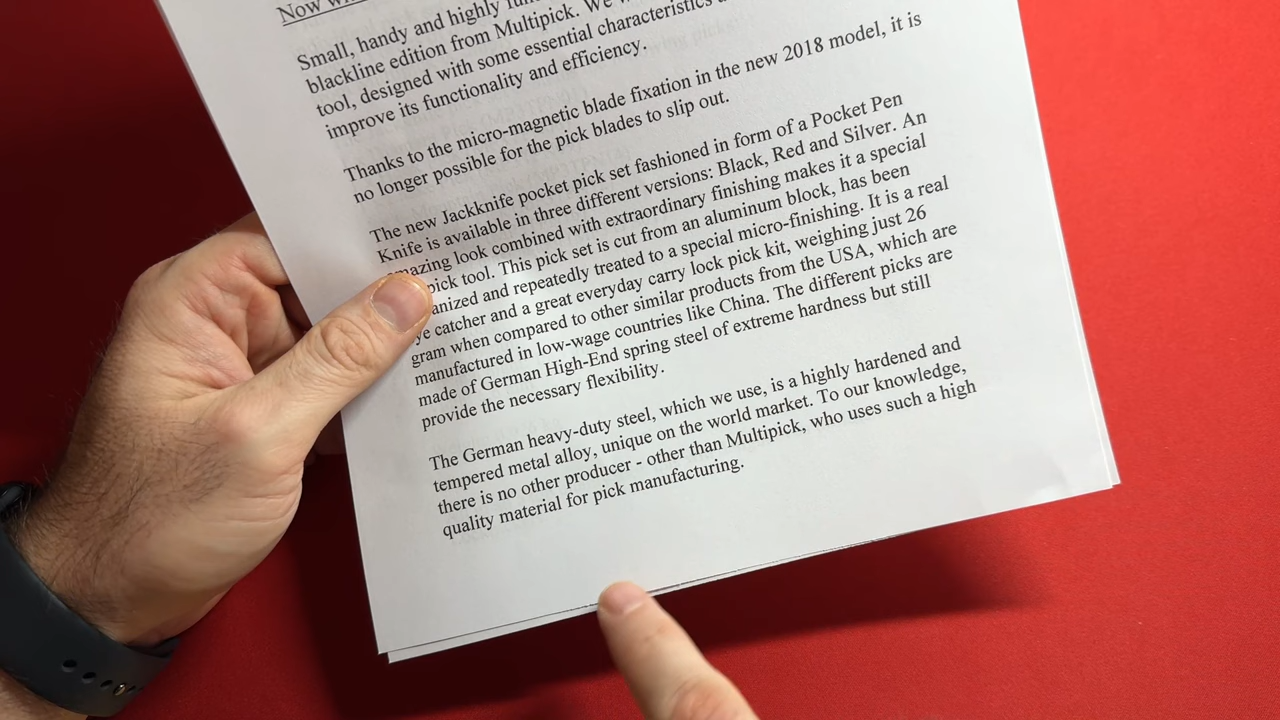 Now
Small, handy and highly
blackline edition from Multipick. We
tool, designed with some essential characteristics
improve its functionality and efficiency.
Thanks to the micro-magnetic blade fixation in the new 2018 model, it is
no longer possible for the pick blades to slip out.
The new Jackknife pocket pick set fashioned in form of a Pocket Pen
Knife is available in three different versions: Black, Red and Silver. An
amazing look combined with extraordinary finishing makes it a special
pick tool. This pick set is cut from an aluminum block, has been
anized and repeatedly treated to a special micro-finishing. It is a real
ye catcher and a great everyday carry lock pick kit, weighing just 26
gram when compared to other similar products from the USA, which are
manufactured in low-wage countries like China. The different picks are
made of German High-End spring steel of extreme hardness but still
provide the necessary flexibility.
The German heavy-duty steel, which we use, is a highly hardened and
tempered metal alloy, unique on the world market. To our knowledge,
there is no other producer - other than Multipick, who uses such a high
quality material for pick manufacturing.